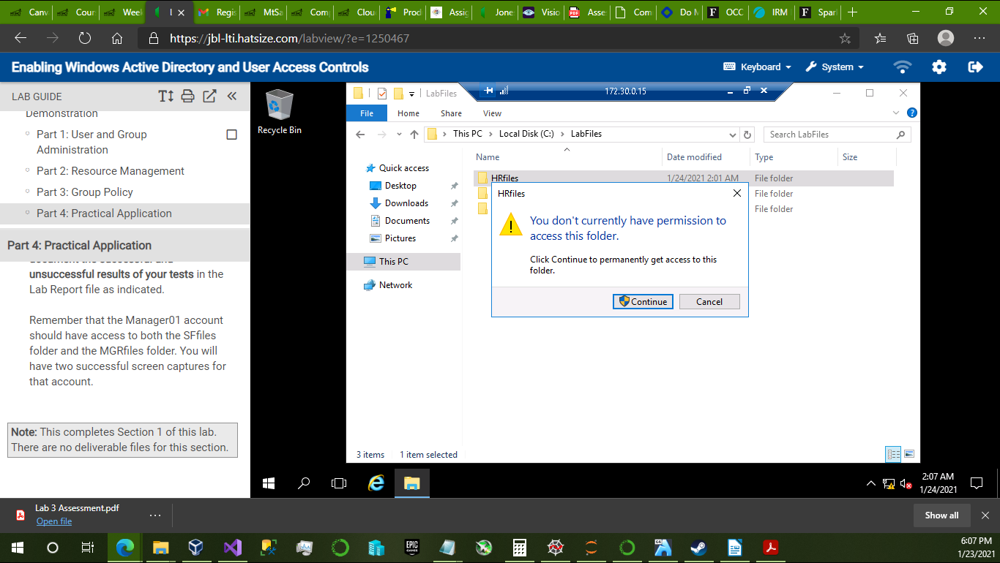 Canv
Cour
Week
I
Regis
MtSa
Com
Clou
Prod
Assig
Jone
Visio
Asse
Com
Do M
OCC
IRM
Spar
https://jbl-lti.hatsize.com/labview/?e=1250467
Enabling Windows Active Directory and User Access Controls
Keyboard
System
LAB GUIDE
Demonstration
Part 1: User and Group
Administration
Part 2: Resource Management
Part 3: Group Policy
Part 4: Practical Application
Part 4: Practical Application
unsuccessful results of your tests in the
Lab Report file as indicated.
Remember that the Manager01 account
should have access to both the SFfiles
folder and the MGRfiles folder. You will
have two successful screen captures for
that account.
Note: This completes Section 1 of this lab.
There are no deliverable files for this section.
Recycle Bin
LabFiles
172.30.0.15
File
Home
Share
View
This PC
Local Disk (C:)
LabFiles
Search LabFiles
Name
Date modified
Type
Size
Quick access
Desktop
Downloads
Documents
Pictures
This PC
Network
HRfiles
1/24/2021 2:01 AM
File folder
File folder
File folder
HRfiles
You don't currently have permission to
access this folder.
Click Continue to permanently get access to this
folder.
Continue
Cancel
3 items
1 item selected
2:07 AM
1/24/2021
Lab 3 Assessment.pdf
Open file
Show all
EPIC
GAMES
6:07 PM
1/23/2021